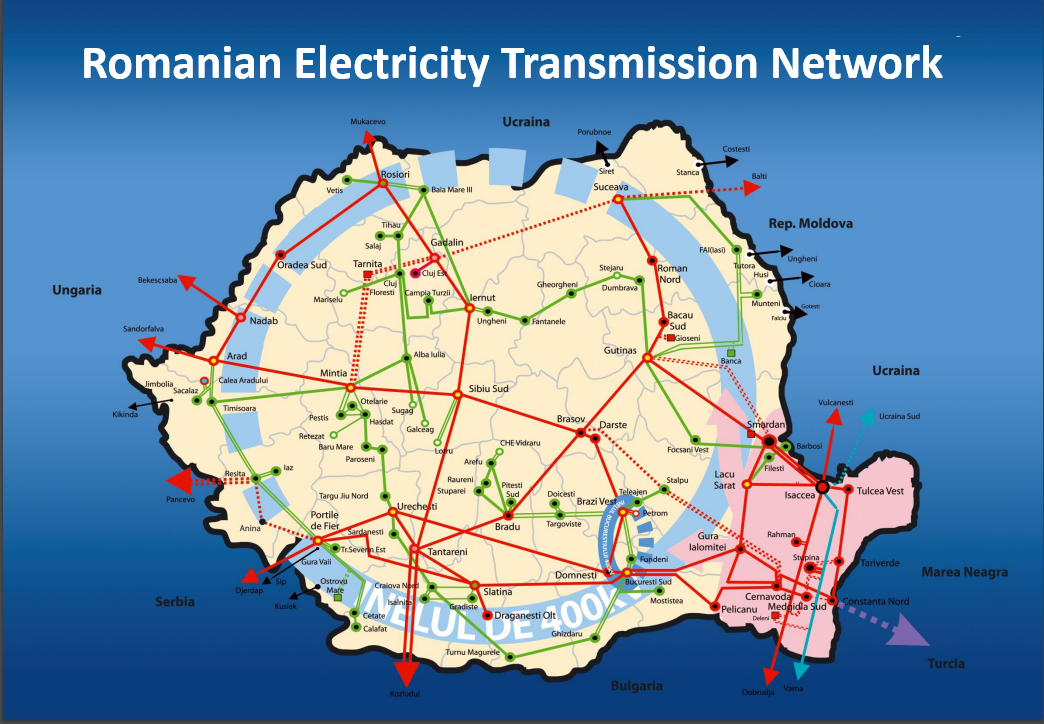 Romanian Electricity Transmission Network
Mukacevo
Ucraina
Porubnoe
Costesti
Siret
Stanca
Balti
Rosiori
Vetis
Baia Mare III
Suceava
Rep. Moldova
Tihau
Salaj
Gadalin
FAI(Iasi)
Ungheni
Oradea Sud
Tarnita
Cluj Est
Roman
Nord
Tutora
Husi
Cioara
Bekescsaba
Stejaru
Dumbrava
Cluj
Floresti
Campia Turzii
Gheorgheni
Mariselu
Iernut
Munteni
Gotesti
Falciu
Ungaria
Nadab
Ungheni
Fantanele
Bacau
Sud
Gioseni
Sandorfalva
Arad
Alba Iulia
Gutinas
Banca
Ucraina
Mintia
Sibiu Sud
Jimbolia
Calea Aradului
Sacalaz
Timisoara
Kikinda
Otelarie
Pestis
Hasdat
Sugag
Galceag
Vulcanesti
Ucraina Sud
Retezat
Baru Mare
Paroseni
Lotru
CHE Vidraru
Brasov
Darste
Smardan
Barbosi
Focsani Vest
Filesti
Resita
Iaz
Arefu
Raureni
Stuparei
Pitesti
Sud
Lacu
Sarat
Isaccea
Tulcea Vest
Pancevo
Targu Jiu Nord
Doicesti
Teleajen
Stalpu
Brazi Vest
Petrom
Anina
Portile
de Fier
Urechesti
Bradu
Targoviste
Sardanesti
Gura
Ialomitei
Rahman
Tr.Severin Est
Tantareni
Stupina
Tariverde
Gura Vaii
Fundeni
Marea Neagra
Djerdap
Sip
Ostrovu
Mare
Craiova Nord
Domnesti
Bucuresti Sud
Serbia
Kusiak
Isalnita
Slatina
Gradiste
Mostistea
Cernavoda
Medgidia Sud
Constanta Nord
Pelicanu
Deleni
Cetate
Calafat
Draganesti Olt
NELUL DE 400K
Ghizdaru
Turnu Magurele
Turcia
Kozlodui
Bulgaria
Dobrudja
Varna